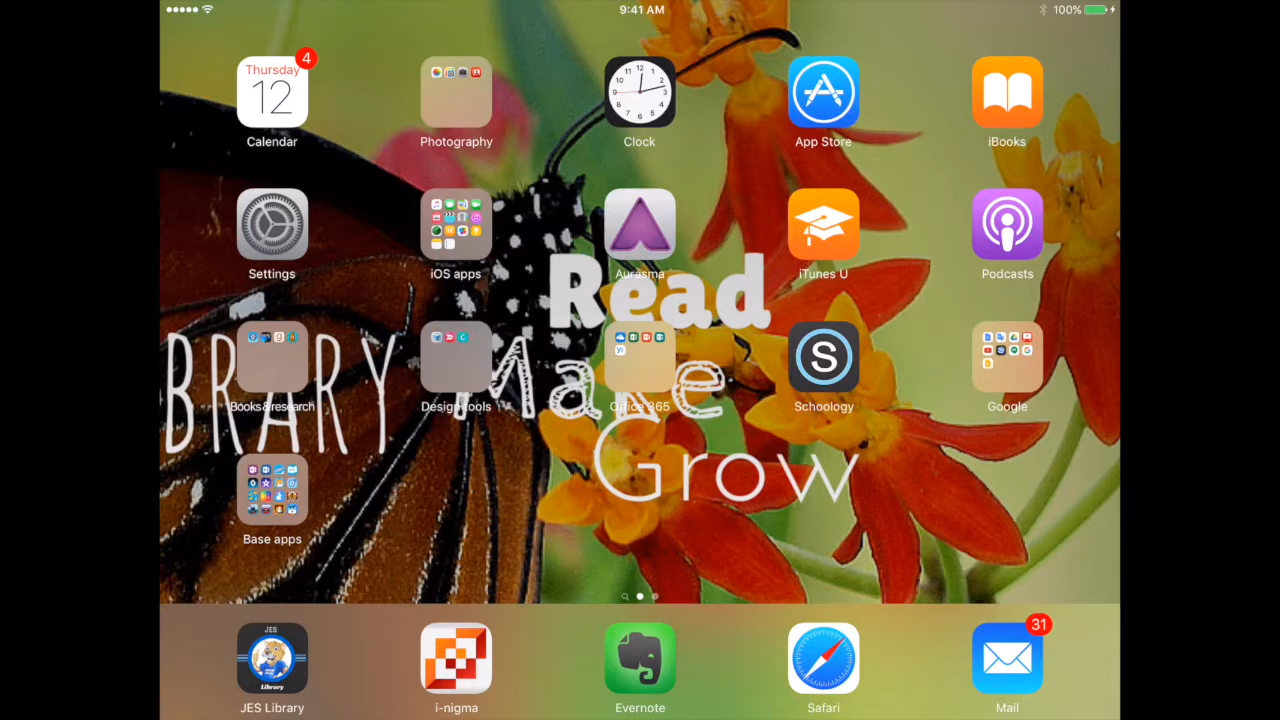 9:41 AM 100%
4
Thursday
12
Calendar Photography Clock App Store iBooks
Settings iOS apps Aurasma iTunes U Podcasts
Read
BRARY Make
Books&research Design tools Office 365 Schoology Google
S
Grow
Base apps
JES
Library
31
JES Library i-nigma Evernote Safari Mail